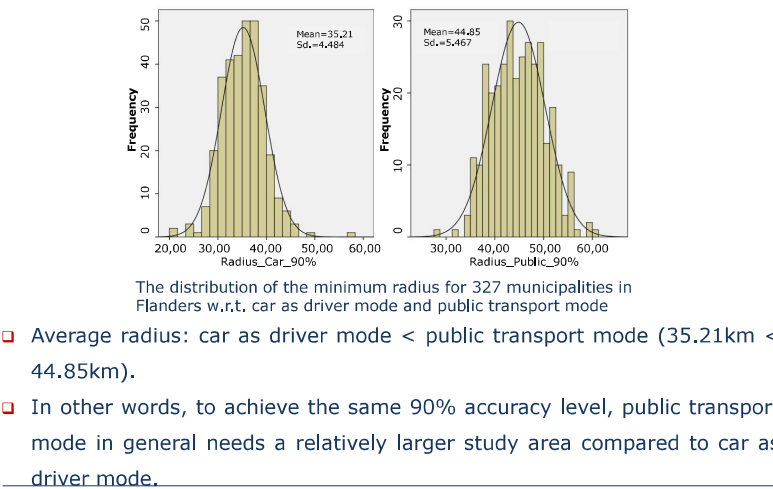 Mean=35.21
Sd.=4.484
Frequency
50
40
30
20
10
0
20,00 30,00 40,00 50,00 60,00
Radius_Car_90%
Mean=44.85
Sd.=5.467
Frequency
30
20
10
0
30,00 40,00 50,00 60,00
Radius_Public_90%
The distribution of the minimum radius for 327 municipalities in
Flanders w.r.t. car as driver mode and public transport mode
Average radius: car as driver mode < public transport mode (35.21km <
44.85km).
In other words, to achieve the same 90% accuracy level, public transpor
mode in general needs a relatively larger study area compared to car as
driver mode.